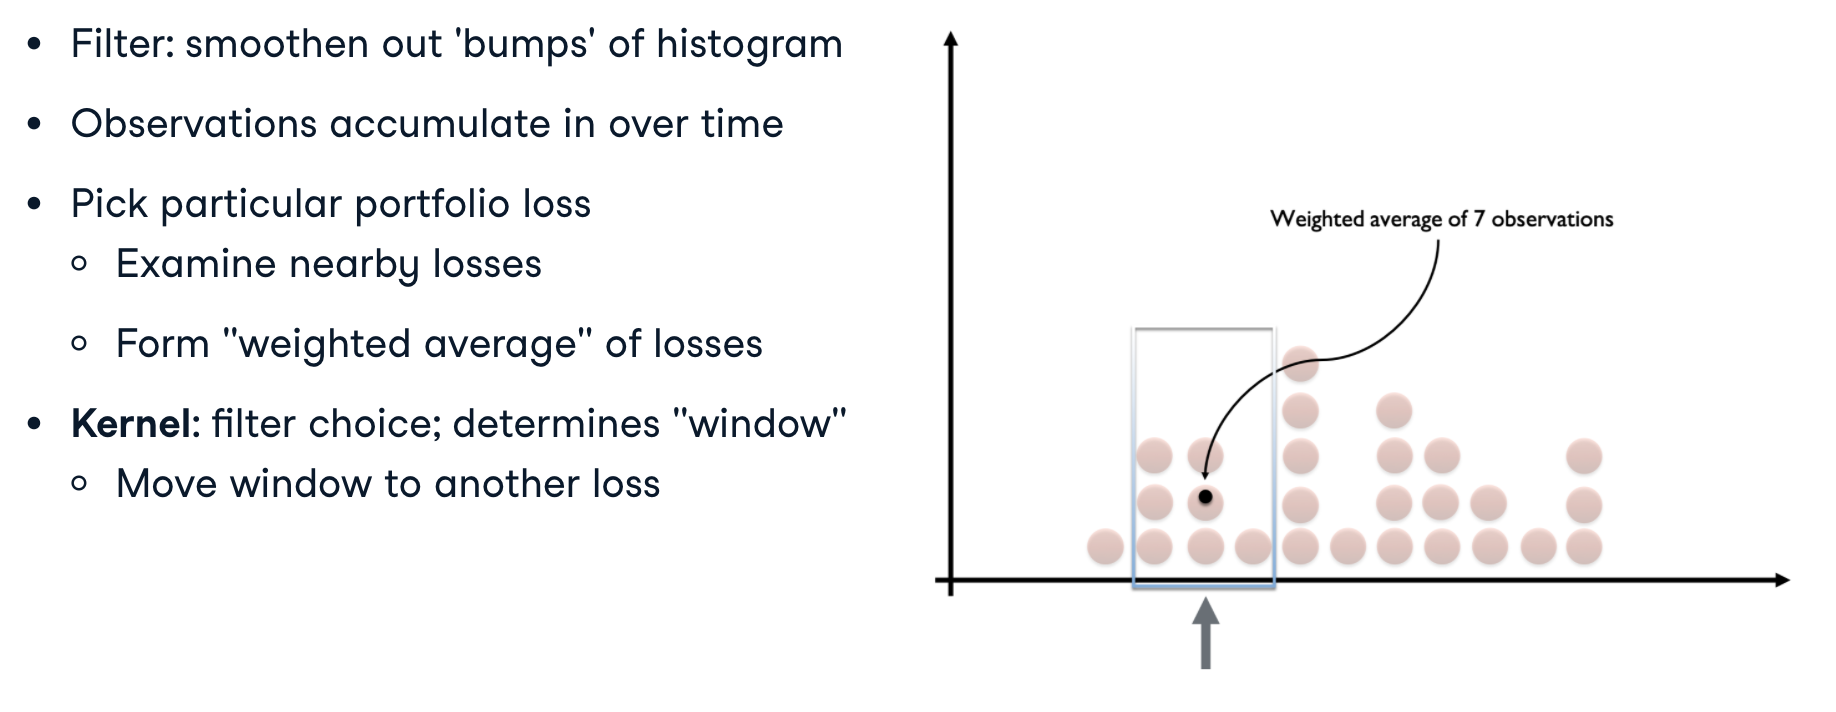 Filter: smoothen out 'bumps' of histogram
Observations accumulate in over time
Pick particular portfolio loss
Examine nearby losses
Form "weighted average" of losses
Kernel: filter choice; determines "window"
Move window to another loss
Weighted average of 7 observations